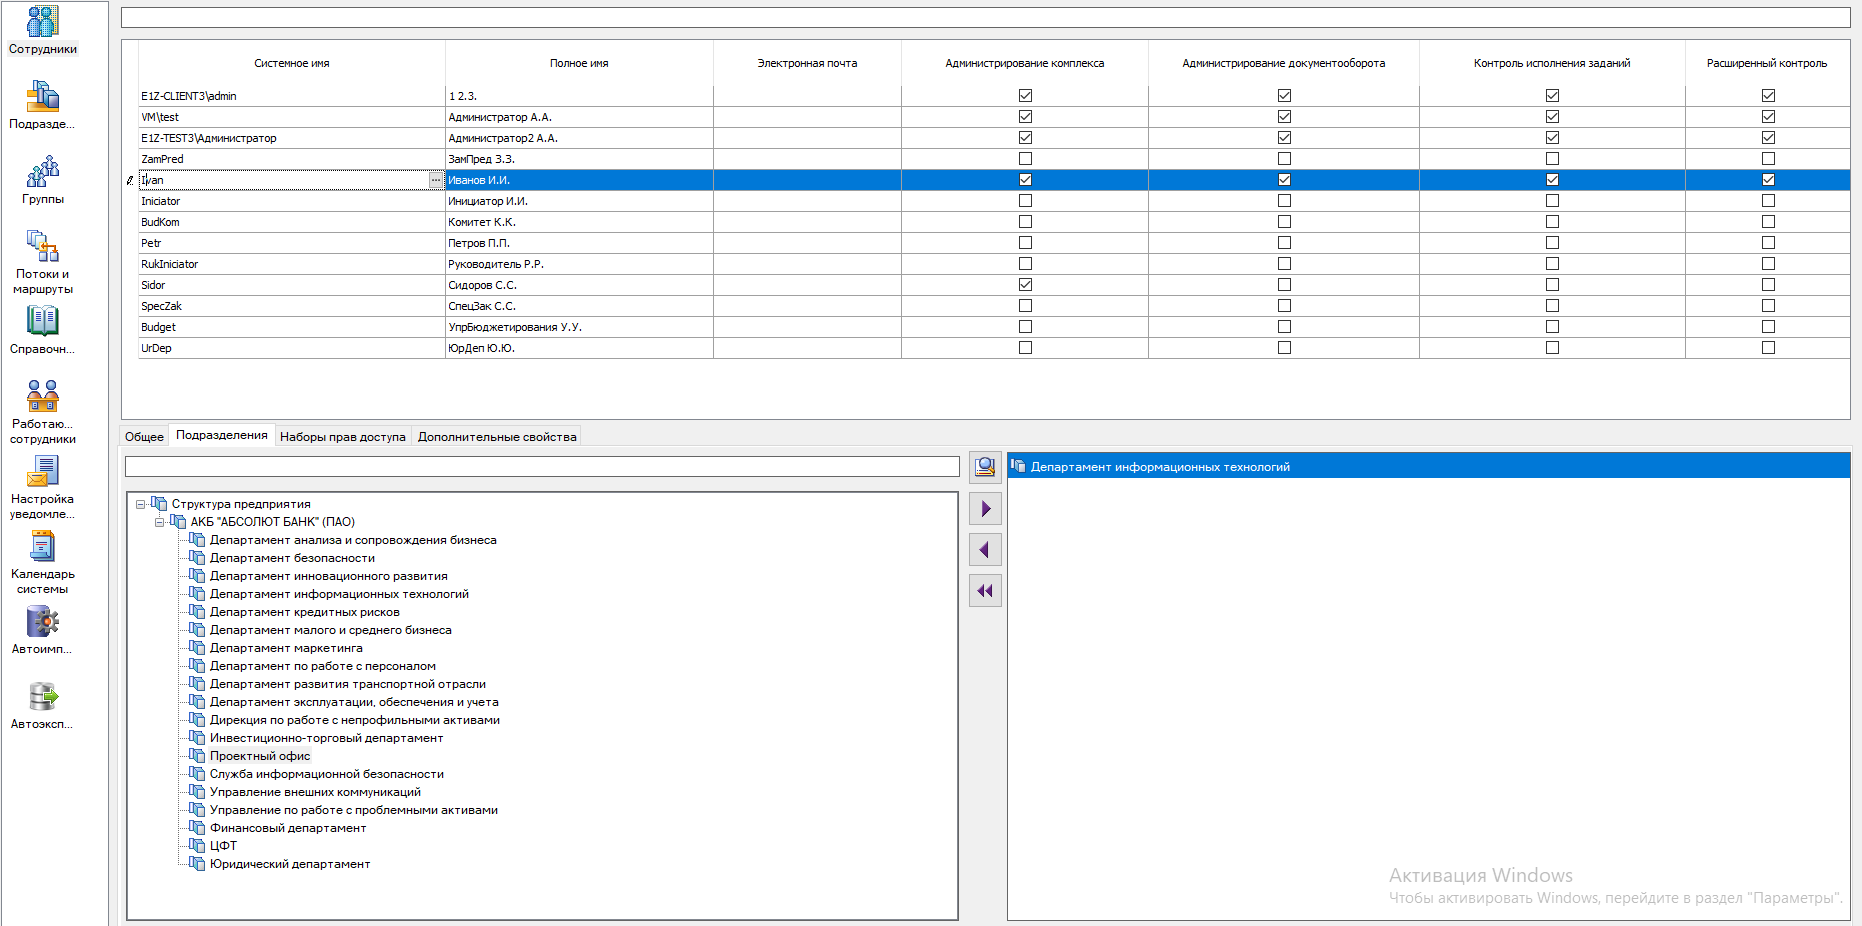 Сотрудники
Подразде...
Группы
Потоки и
маршруты
Справочн...
Работаю...
сотрудники
Настройка
уведомле...
Календарь
системы
Автоимп...
Автоэксп...
Системное имя Полное имя Электронная почта Администрирование комплекса Администрирование документооборота Контроль исполнения заданий Расширенный контроль
E1Z-CLIENT3\admin 1 2.3.
VM\test Администратор А.А.
E1Z-TEST3\Администратор Администратор2 А.А.
ZamPred ЗамПред З.З.
Ivan ... Иванов И.И.
Iniciator Инициатор И.И.
BudKom Комитет К.К.
Petr Петров П.П.
RukIniciator Руководитель Р.Р.
Sidor Сидоров С.С.
SpecZak СпецЗак С.С.
Budget УпрБюджетирования У.У.
UrDep ЮрДеп Ю.Ю.
Общее Подразделения Наборы прав доступа Дополнительные свойства
Структура предприятия
АКБ "АБСОЛЮТ БАНК" (ПАО)
Департамент анализа и сопровождения бизнеса
Департамент безопасности
Департамент инновационного развития
Департамент информационных технологий
Департамент кредитных рисков
Департамент малого и среднего бизнеса
Департамент маркетинга
Департамент по работе с персоналом
Департамент развития транспортной отрасли
Департамент эксплуатации, обеспечения и учета
Дирекция по работе с непрофильными активами
Инвестиционно-торговый департамент
Проектный офис
Служба информационной безопасности
Управление внешних коммуникаций
Управление по работе с проблемными активами
Финансовый департамент
ЦФТ
Юридический департамент
Департамент информационных технологий
Активация Windows
Чтобы активировать Windows, перейдите в раздел "Параметры".